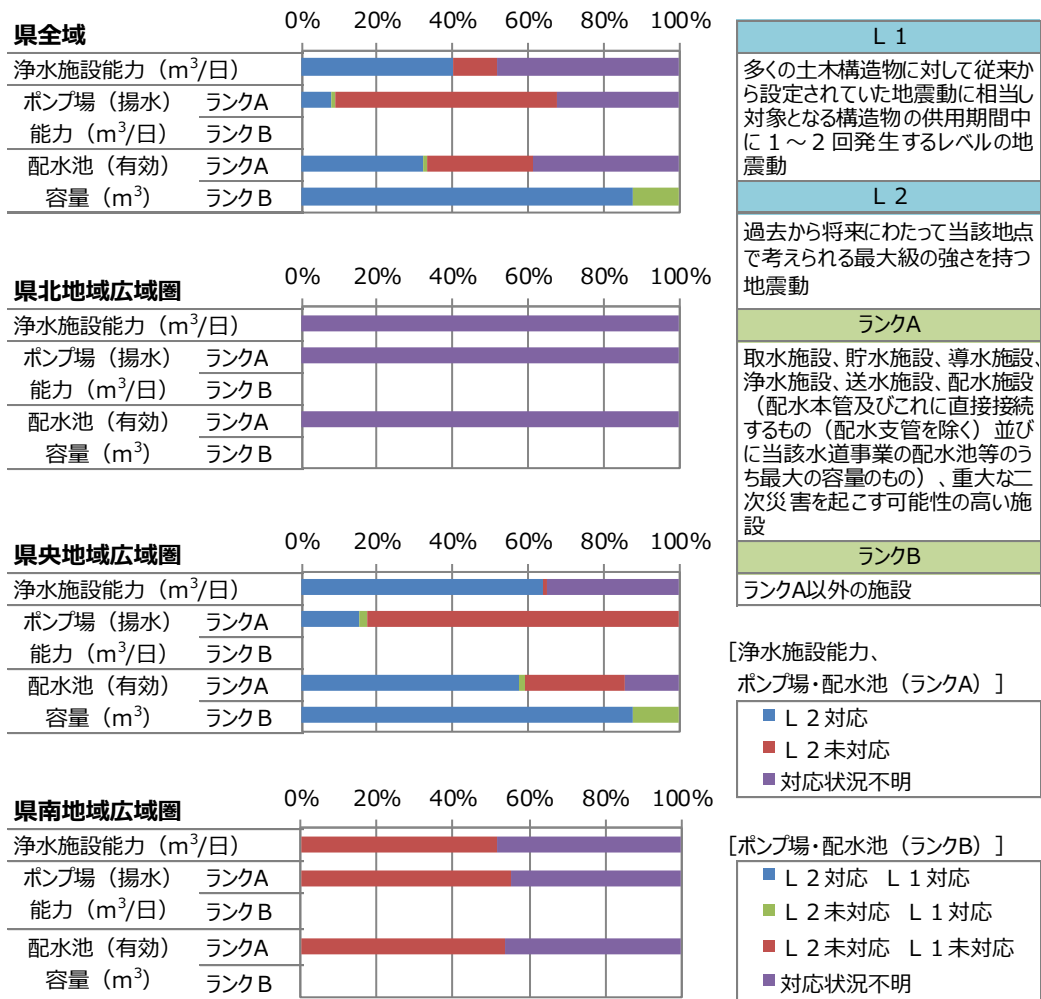 0% 20% 40% 60% 80% 100%
県全域
浄水施設能力（m³/日）
ポンプ場（揚水） ランクA
能力（m³/日） ランクB
配水池（有効） ランクA
容量（m³） ランクB
0% 20% 40% 60% 80% 100%
県北地域広域圏
浄水施設能力（m³/日）
ポンプ場（揚水） ランクA
能力（m³/日） ランクB
配水池（有効） ランクA
容量（m³） ランクB
0% 20% 40% 60% 80% 100%
県央地域広域圏
浄水施設能力（m³/日）
ポンプ場（揚水） ランクA
能力（m³/日） ランクB
配水池（有効） ランクA
容量（m³） ランクB
0% 20% 40% 60% 80% 100%
県南地域広域圏
浄水施設能力（m³/日）
ポンプ場（揚水） ランクA
能力（m³/日） ランクB
配水池（有効） ランクA
容量（m³） ランクB
Ｌ１
多くの土木構造物に対して従来か
ら設定されていた地震動に相当し
対象となる構造物の供用期間中
に１～２回発生するレベルの地
震動
Ｌ２
過去から将来にわたって当該地点
で考えられる最大級の強さを持つ
地震動
ランクA
取水施設、貯水施設、導水施設、
浄水施設、送水施設、配水施設
（配水本管及びこれに直接接続
するもの（配水支管を除く）並び
に当該水道事業の配水池等のう
ち最大の容量のもの）、重大な二
次災害を起こす可能性の高い施
設
ランクB
ランクA以外の施設
［浄水施設能力、
ポンプ場・配水池（ランクA）］
Ｌ２対応
Ｌ２未対応
対応状況不明
［ポンプ場・配水池（ランクB）］
Ｌ２対応 Ｌ１対応
Ｌ２未対応 Ｌ１対応
Ｌ２未対応 Ｌ１未対応
対応状況不明